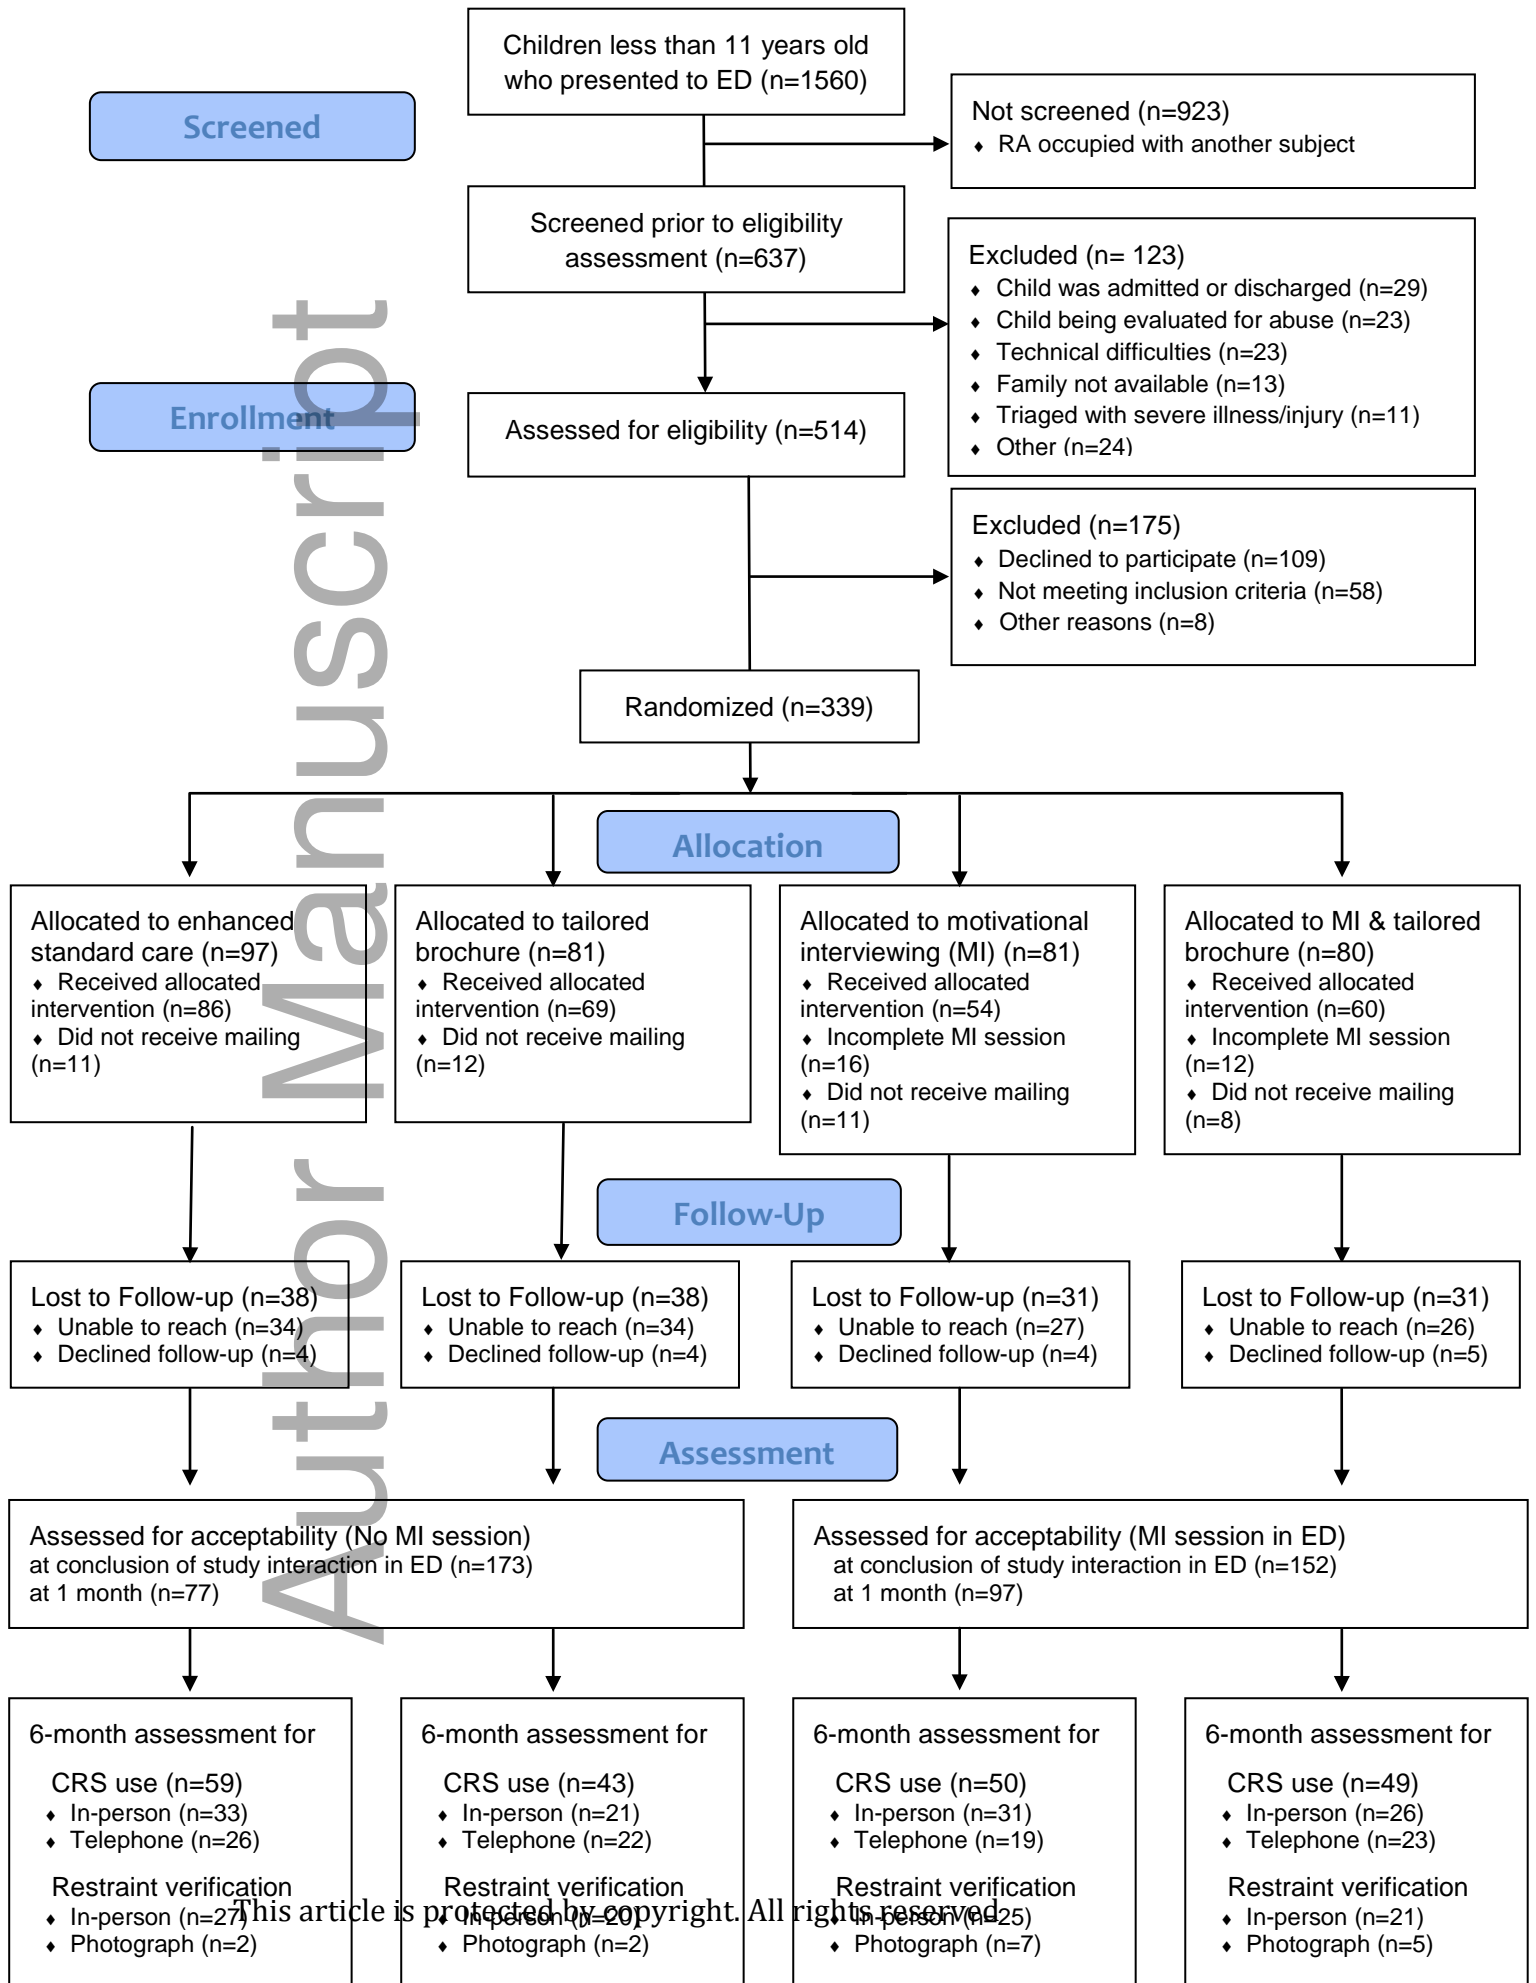 Children less than 11 years old
who presented to ED (n=1560)
Screened
Not screened (n=923)
♦ RA occupied with another subject
Screened prior to eligibility
assessment (n=637)
Excluded (n= 123)
♦ Child was admitted or discharged (n=29)
♦ Child being evaluated for abuse (n=23)
♦ Technical difficulties (n=23)
♦ Family not available (n=13)
♦ Triaged with severe illness/injury (n=11)
♦ Other (n=24)
Enrollment
Assessed for eligibility (n=514)
Excluded (n=175)
♦ Declined to participate (n=109)
♦ Not meeting inclusion criteria (n=58)
♦ Other reasons (n=8)
Randomized (n=339)
Allocation
Allocated to enhanced
standard care (n=97)
♦ Received allocated
intervention (n=86)
♦ Did not receive mailing
(n=11)
Allocated to tailored
brochure (n=81)
♦ Received allocated
intervention (n=69)
♦ Did not receive mailing
(n=12)
Allocated to motivational
interviewing (MI) (n=81)
♦ Received allocated
intervention (n=54)
♦ Incomplete MI session
(n=16)
♦ Did not receive mailing
(n=11)
Allocated to MI & tailored
brochure (n=80)
♦ Received allocated
intervention (n=60)
♦ Incomplete MI session
(n=12)
♦ Did not receive mailing
(n=8)
Follow-Up
Lost to Follow-up (n=38)
♦ Unable to reach (n=34)
♦ Declined follow-up (n=4)
Lost to Follow-up (n=38)
♦ Unable to reach (n=34)
♦ Declined follow-up (n=4)
Lost to Follow-up (n=31)
♦ Unable to reach (n=27)
♦ Declined follow-up (n=4)
Lost to Follow-up (n=31)
♦ Unable to reach (n=26)
♦ Declined follow-up (n=5)
Assessment
Assessed for acceptability (No MI session)
at conclusion of study interaction in ED (n=173)
at 1 month (n=77)
Assessed for acceptability (MI session in ED)
at conclusion of study interaction in ED (n=152)
at 1 month (n=97)
6-month assessment for
CRS use (n=59)
♦ In-person (n=33)
♦ Telephone (n=26)
Restraint verification
♦ In-person (n=27)
♦ Photograph (n=2)
6-month assessment for
CRS use (n=43)
♦ In-person (n=21)
♦ Telephone (n=22)
Restraint verification
♦ In-person (n=20)
♦ Photograph (n=2)
6-month assessment for
CRS use (n=50)
♦ In-person (n=31)
♦ Telephone (n=19)
Restraint verification
♦ In-person (n=25)
♦ Photograph (n=7)
6-month assessment for
CRS use (n=49)
♦ In-person (n=26)
♦ Telephone (n=23)
Restraint verification
♦ In-person (n=21)
♦ Photograph (n=5)
This article is protected by copyright. All rights reserved
Author Manuscript